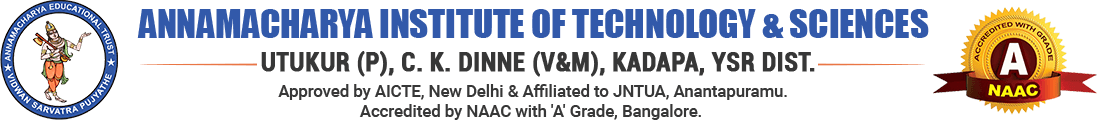 ANNAMACHARYA EDUCATIONAL TRUST
VIDWAN SARVATRA PUJYATHE
ANNAMACHARYA INSTITUTE OF TECHNOLOGY & SCIENCES
UTUKUR (P), C. K. DINNE (V&M), KADAPA, YSR DIST.
Approved by AICTE, New Delhi & Affiliated to JNTUA, Anantapuramu.
Accredited by NAAC with 'A' Grade, Bangalore.
ACCREDITED WITH GRADE
A
NAAC